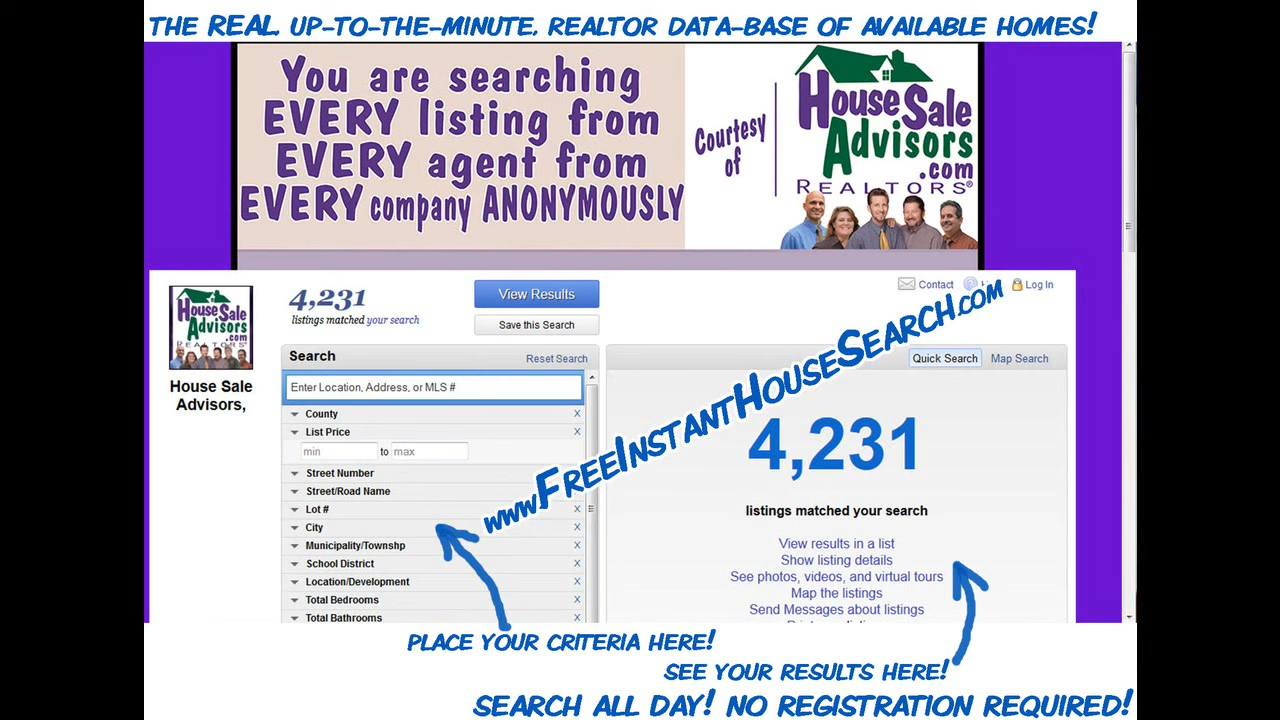 THE REAL, UP-TO-THE-MINUTE, REALTOR DATA-BASE OF AVAILABLE HOMES!
You are searching
EVERY listing from
EVERY agent from
EVERY company ANONYMOUSLY
Courtesy
of
HouseSale
Advisors
.com
REALTORS®
HouseSale
Advisors
.com
REALTORS
House Sale
Advisors,
4,231
listings matched your search
View Results
Save this Search
Contact
Log In
Search
Reset Search
Quick Search
Map Search
Enter Location, Address, or MLS #
County X
List Price X
min to max
Street Number
Street/Road Name
Lot # X
City X
Municipality/Townshp X
School District X
Location/Development X
Total Bedrooms X
Total Bathrooms X
www.FreeInstantHouseSearch.com
4,231
listings matched your search
View results in a list
Show listing details
See photos, videos, and virtual tours
Map the listings
Send Messages about listings
PLACE YOUR CRITERIA HERE!
SEE YOUR RESULTS HERE!
SEARCH ALL DAY! NO REGISTRATION REQUIRED!